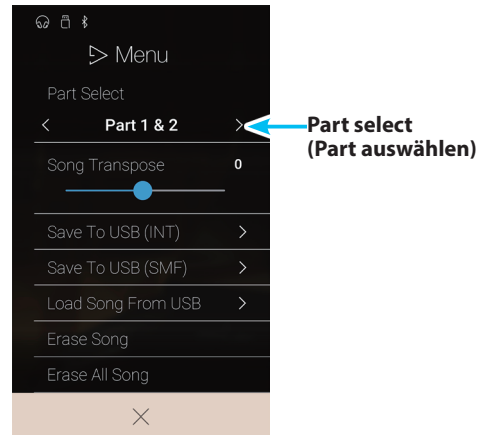 Menu
Part Select
< Part 1 & 2 >
Part select
(Part auswählen)
Song Transpose 0
Save To USB (INT) >
Save To USB (SMF) >
Load Song From USB >
Erase Song
Erase All Song